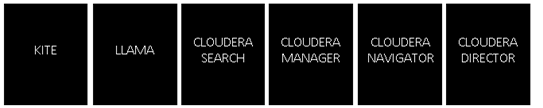 KITE
LLAMA
CLOUDERA
SEARCH
CLOUDERA
MANAGER
CLOUDERA
NAVIGATOR
CLOUDERA
DIRECTOR